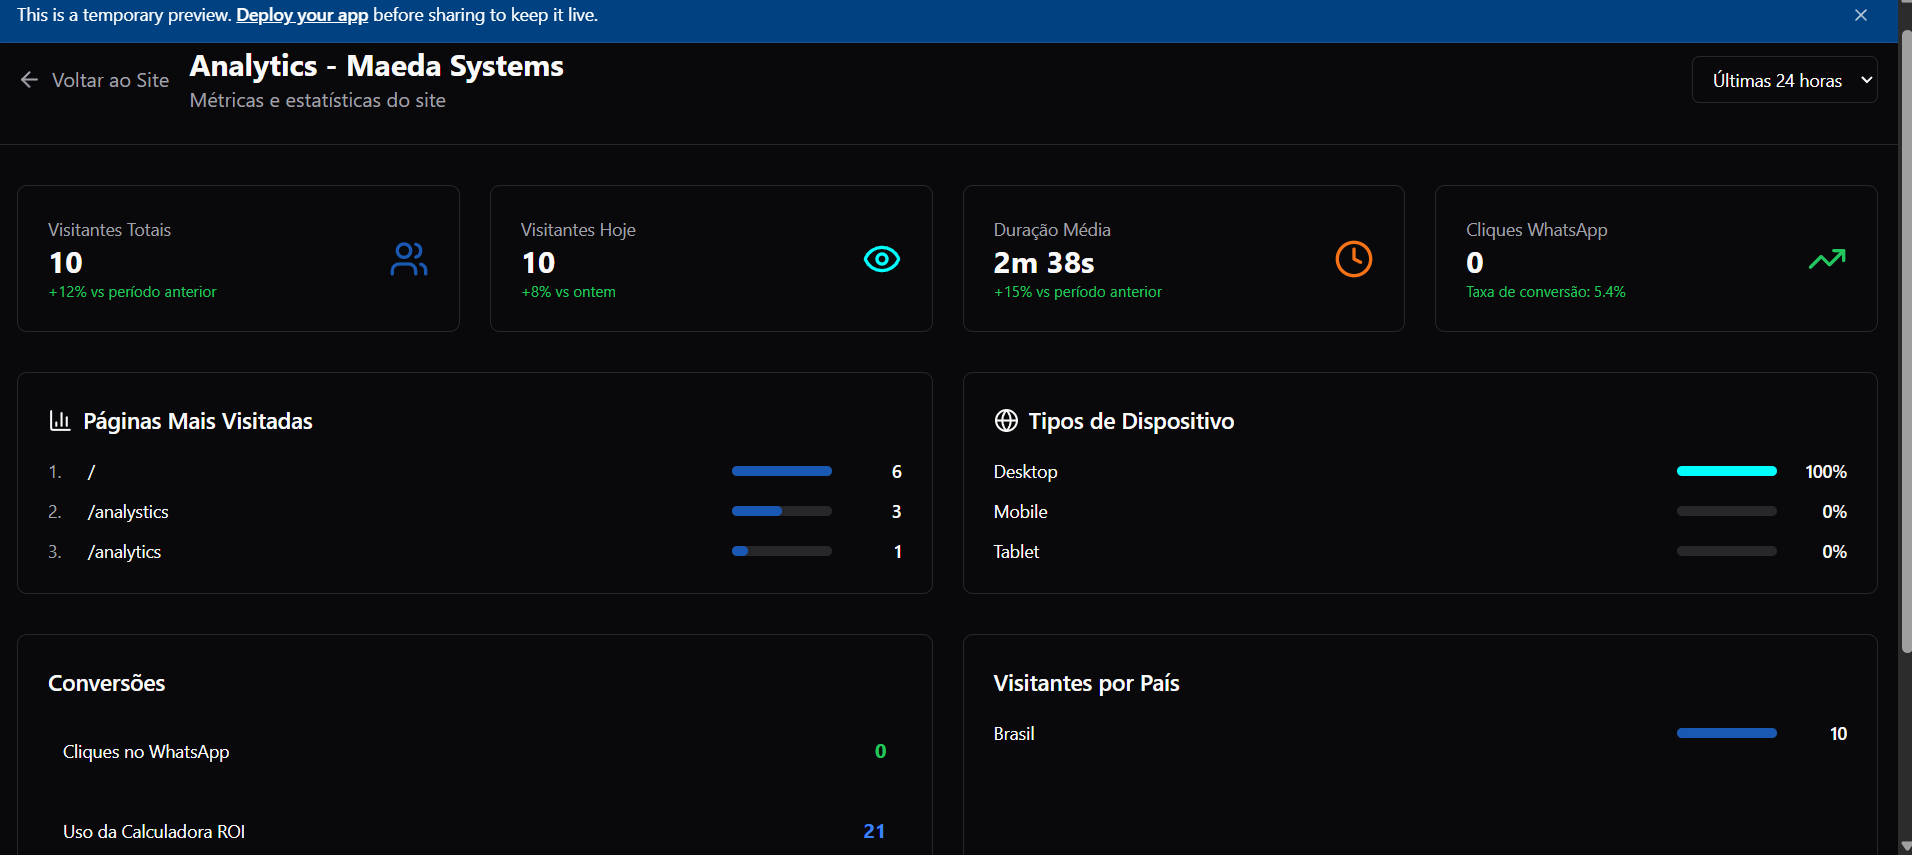 This is a temporary preview. Deploy your app before sharing to keep it live.
Voltar ao Site
Analytics - Maeda Systems
Métricas e estatísticas do site
Últimas 24 horas
Visitantes Totais
10
+12% vs período anterior
Visitantes Hoje
10
+8% vs ontem
Duração Média
2m 38s
+15% vs período anterior
Cliques WhatsApp
0
Taxa de conversão: 5.4%
Páginas Mais Visitadas
1. / 6
2. /analystics 3
3. /analytics 1
Tipos de Dispositivo
Desktop 100%
Mobile 0%
Tablet 0%
Conversões
Cliques no WhatsApp 0
Uso da Calculadora ROI 21
Visitantes por País
Brasil 10